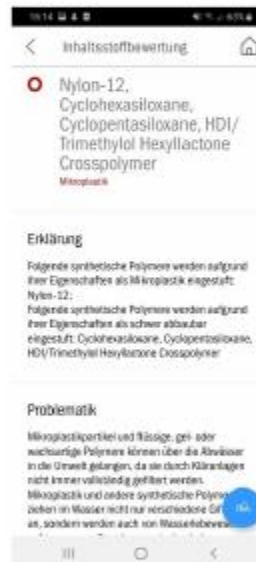 Inhaltsstoffbewertung
Nylon-12,
Cyclohexasiloxane,
Cyclopentasiloxane, HDI/
Trimethylol Hexyllactone
Crosspolymer
Mikroplastik
Erklärung
Folgende synthetische Polymere werden aufgrund
ihrer Eigenschaften als Mikroplastik eingestuft:
Nylon-12;
Folgende synthetische Polymere werden aufgrund
ihrer Eigenschaften als schwer abbaubar
eingestuft: Cyclohexasiloxane, Cyclopentasiloxane,
HDI/Trimethylol Hexyllactone Crosspolymer
Problematik
Mikroplastikpartikel und flüssige, gel- oder
wachsartige Polymere können über die Abwässer
in die Umwelt gelangen, da sie durch Kläranlagen
nicht immer vollständig gefiltert werden.
Mikroplastik und andere synthetische Polyme
ziehen im Wasser nicht nur verschiedene Gif
an, sondern werden auch von Wasserlebewes